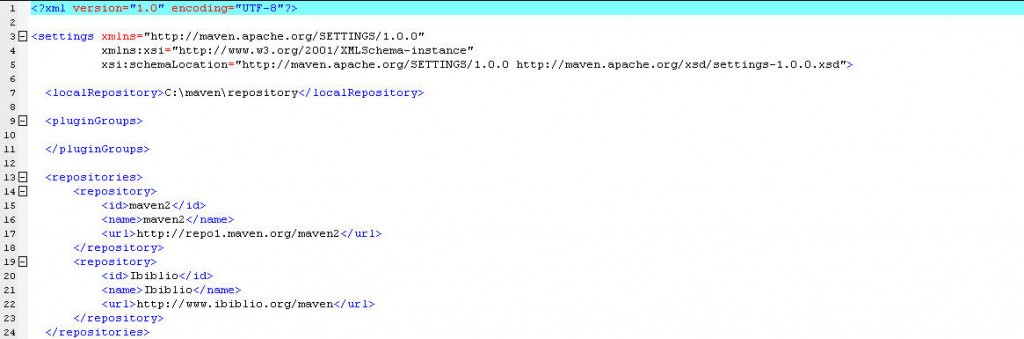 1 <?xml version="1.0" encoding="UTF-8"?>
2
3 <settings xmlns="http://maven.apache.org/SETTINGS/1.0.0"
4 xmlns:xsi="http://www.w3.org/2001/XMLSchema-instance"
5 xsi:schemaLocation="http://maven.apache.org/SETTINGS/1.0.0 http://maven.apache.org/xsd/settings-1.0.0.xsd">
6
7 <localRepository>C:\maven\repository</localRepository>
8
9 <pluginGroups>
10
11 </pluginGroups>
12
13 <repositories>
14 <repository>
15 <id>maven2</id>
16 <name>maven2</name>
17 <url>http://repo1.maven.org/maven2</url>
18 </repository>
19 <repository>
20 <id>Ibiblio</id>
21 <name>Ibiblio</name>
22 <url>http://www.ibiblio.org/maven</url>
23 </repository>
24 </repositories>